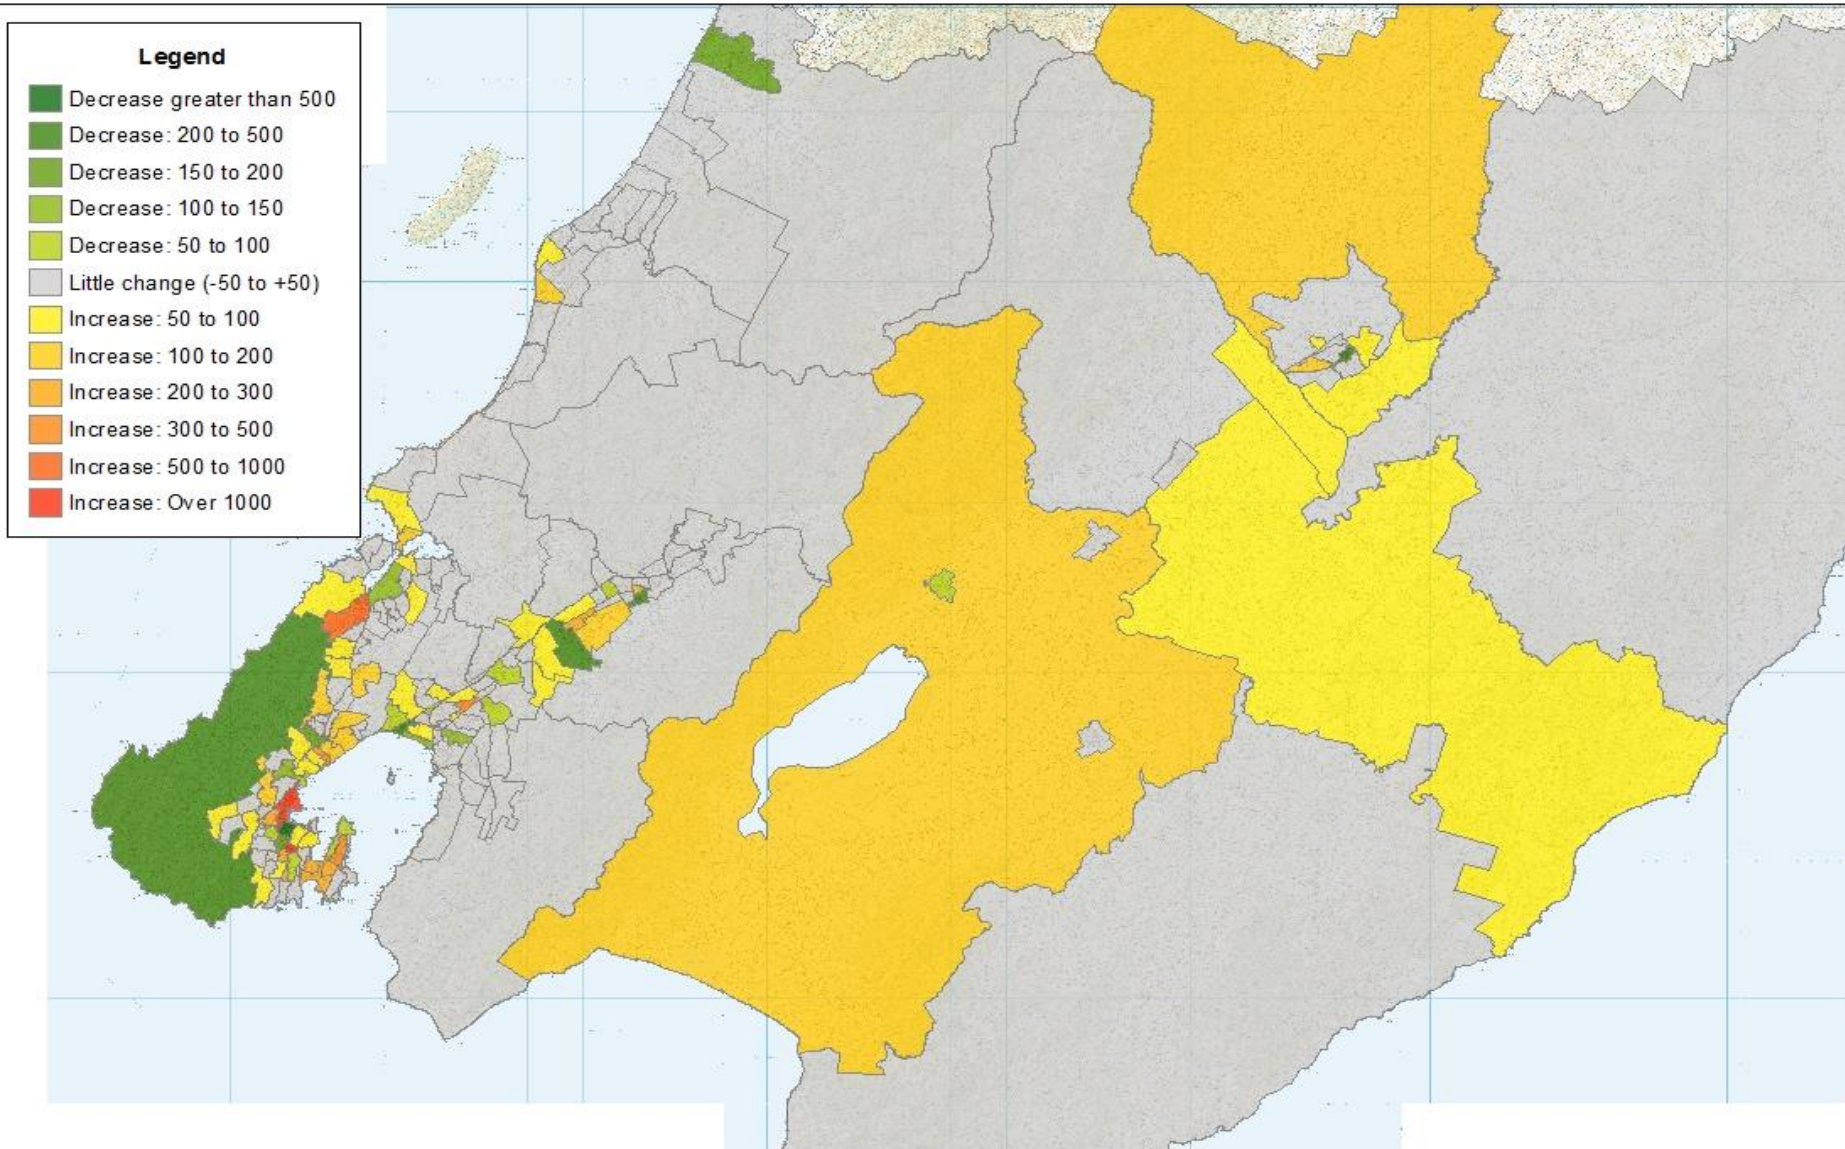 Legend
Decrease greater than 500
Decrease: 200 to 500
Decrease: 150 to 200
Decrease: 100 to 150
Decrease: 50 to 100
Little change (-50 to +50)
Increase: 50 to 100
Increase: 100 to 200
Increase: 200 to 300
Increase: 300 to 500
Increase: 500 to 1000
Increase: Over 1000